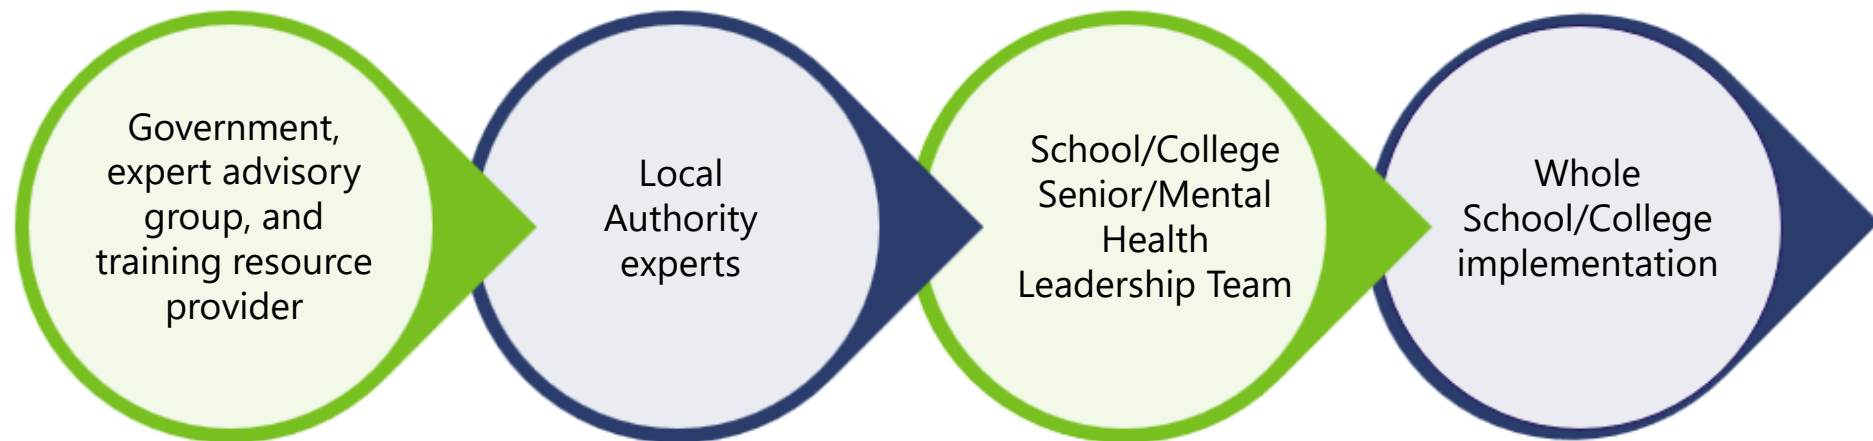 Government,
expert advisory
group, and
training resource
provider
Local
Authority
experts
School/College
Senior/Mental
Health
Leadership Team
Whole
School/College
implementation